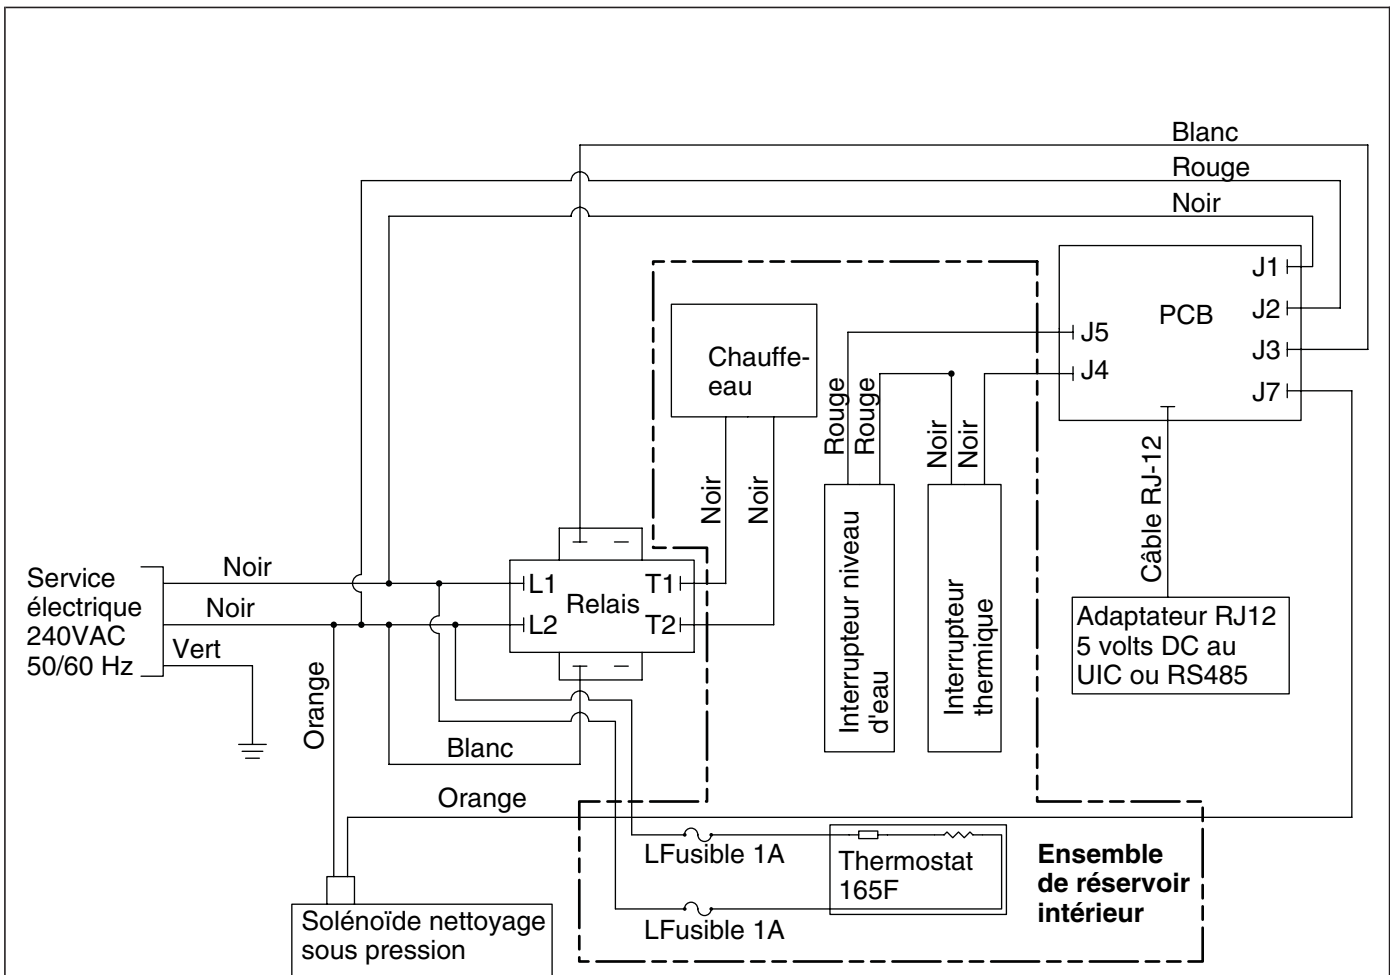 Blanc
Rouge
Noir
J1
J2
J3
J7
PCB
J5
J4
Chauffe-
eau
Rouge
Rouge
Noir
Noir
Noir
Noir
Câble RJ-12
Interrupteur niveau
d'eau
Interrupteur
thermique
Adaptateur RJ12
5 volts DC au
UIC ou RS485
Service
électrique
240VAC
50/60 Hz
Noir
Noir
Vert
L1
L2
Relais
T1
T2
Orange
Blanc
Orange
LFusible 1A
LFusible 1A
Thermostat
165F
Ensemble
de réservoir
intérieur
Solénoïde nettoyage
sous pression